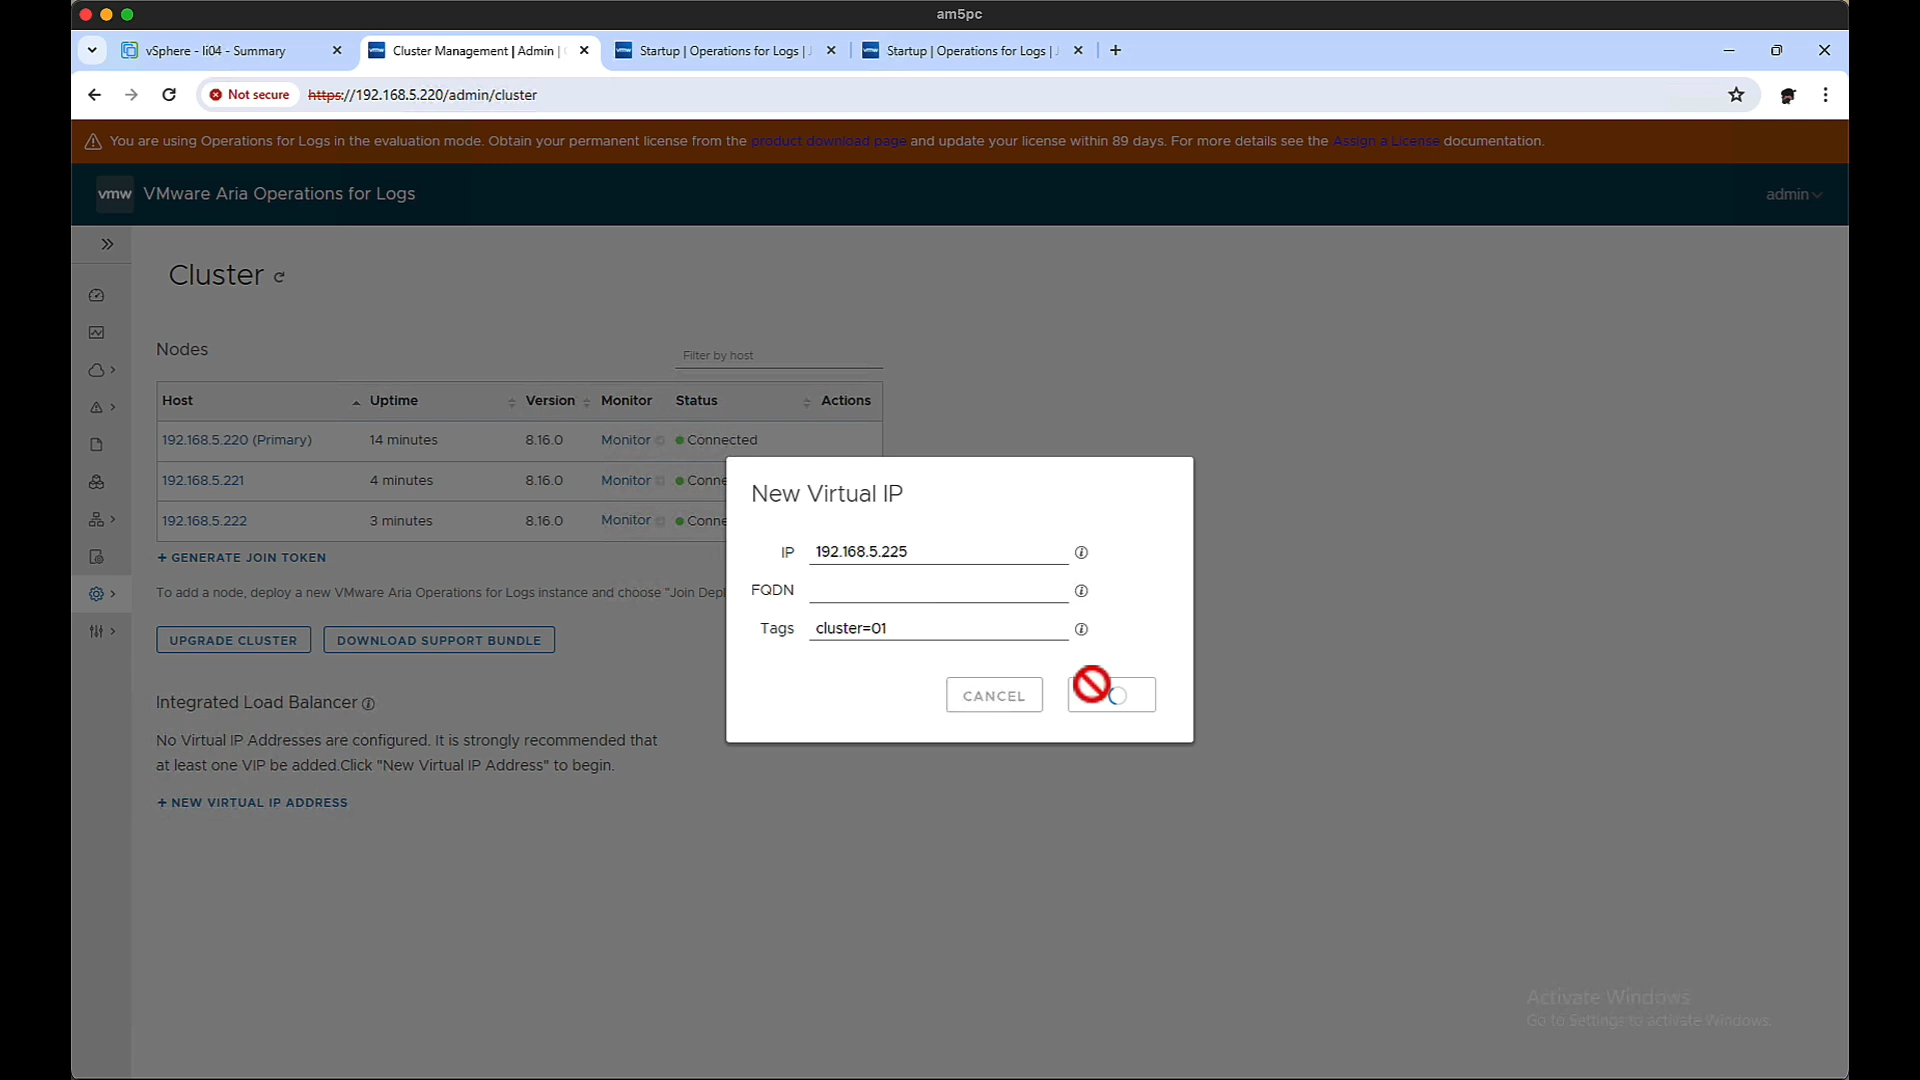 am5pc
vSphere - li04 - Summary
Cluster Management | Admin |
Startup | Operations for Logs |
Startup | Operations for Logs |
Not secure
https://192.168.5.220/admin/cluster
You are using Operations for Logs in the evaluation mode. Obtain your permanent license from the product download page and update your license within 89 days. For more details see the Assign a License documentation.
vmw VMware Aria Operations for Logs
admin
Cluster
Nodes
Filter by host
Host Uptime Version Monitor Status Actions
192.168.5.220 (Primary) 14 minutes 8.16.0 Monitor Connected
192.168.5.221 4 minutes 8.16.0 Monitor Conne
192.168.5.222 3 minutes 8.16.0 Monitor Conne
+ GENERATE JOIN TOKEN
To add a node, deploy a new VMware Aria Operations for Logs instance and choose "Join Depl
UPGRADE CLUSTER DOWNLOAD SUPPORT BUNDLE
Integrated Load Balancer
No Virtual IP Addresses are configured. It is strongly recommended that
at least one VIP be added.Click "New Virtual IP Address" to begin.
+ NEW VIRTUAL IP ADDRESS
New Virtual IP
IP 192.168.5.225
FQDN
Tags cluster=01
CANCEL
Activate Windows
Go to Settings to activate Windows.